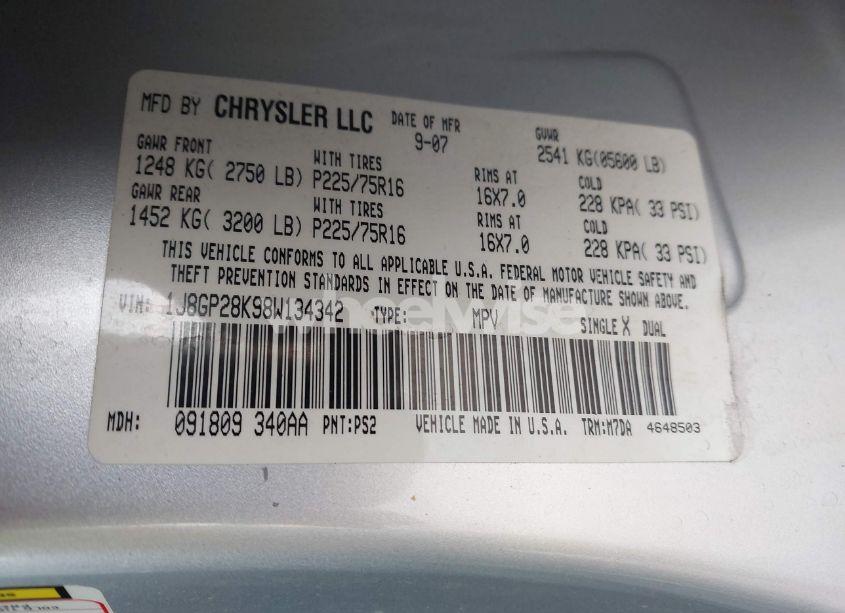 MFD BY CHRYSLER LLC DATE OF MFR 9-07 GVWR 2541 KG(05600 LB)
GAWR FRONT WITH TIRES RIMS AT COLD
1248 KG( 2750 LB) P225/75R16 16X7.0 228 KPA( 33 PSI)
GAWR REAR WITH TIRES RIMS AT COLD
1452 KG( 3200 LB) P225/75R16 16X7.0 228 KPA( 33 PSI)
THIS VEHICLE CONFORMS TO ALL APPLICABLE U.S.A. FEDERAL MOTOR VEHICLE SAFETY AND
THEFT PREVENTION STANDARDS IN EFFECT ON THE DATE OF MANUFACTURE SHOWN ABOVE.
VIN: 1J8GP28K98W134342 TYPE: MPV SINGLE X DUAL
MDH: 091809 340AA PNT:PS2 VEHICLE MADE IN U.S.A. TRM:M7DA 4648503